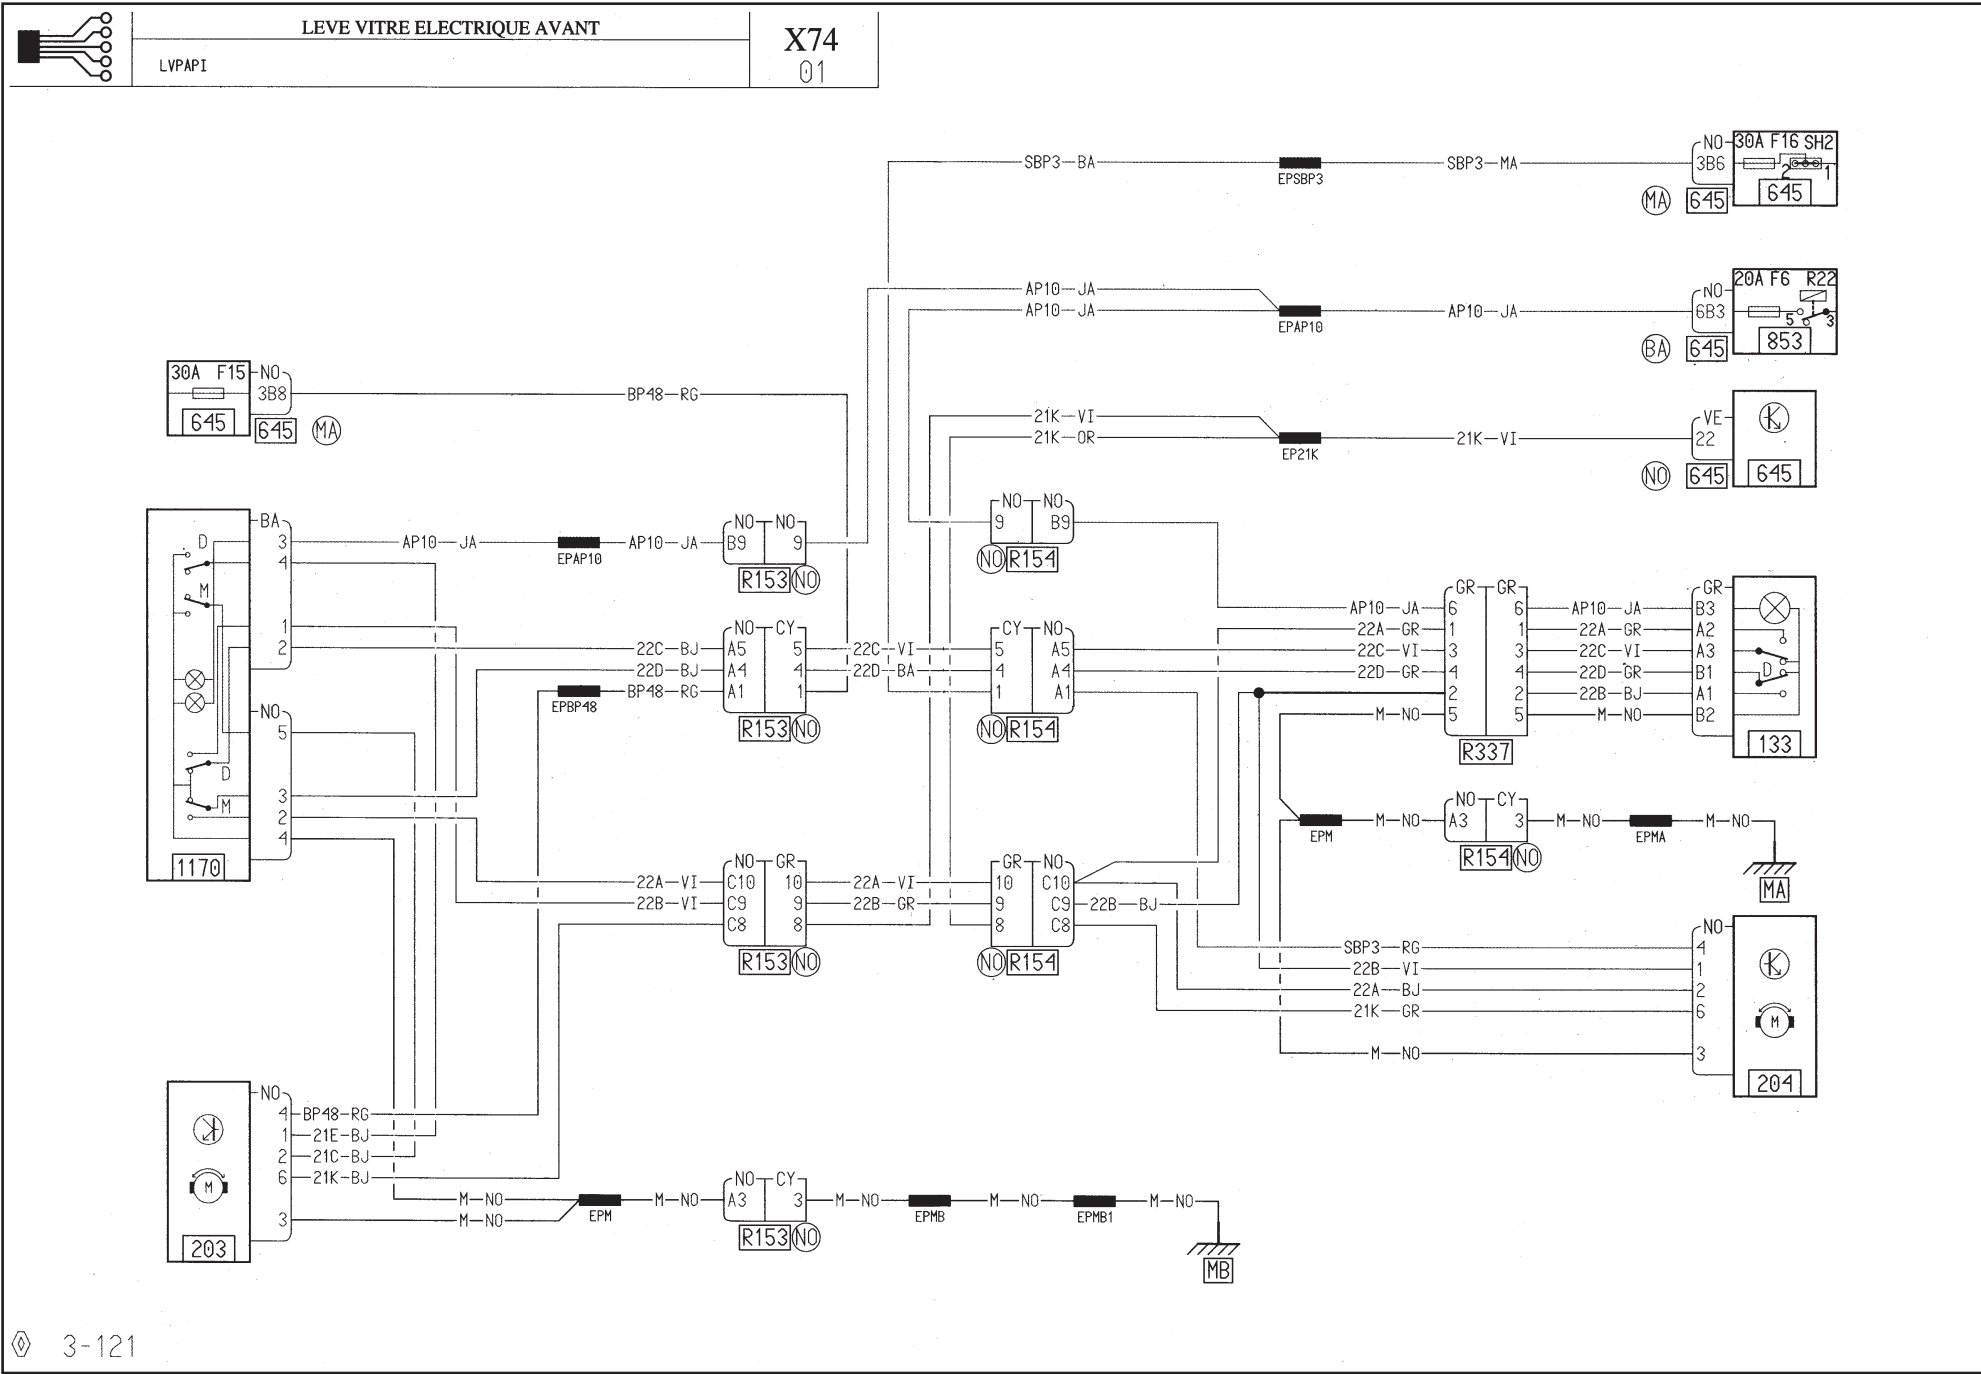 LEVE VITRE ELECTRIQUE AVANT
LVPAPI
X74
01
SBP3 BA
EPSBP3
SBP3 MA
NO
3B6
30A F16 SH2
2 1
645
MA 645
AP10 JA
AP10 JA
EPAP10
AP10 JA
NO
6B3
20A F6 R22
5 3
853
BA 645
30A F15
645
NO
3B8
645 MA
BP48 RG
21K VI
21K OR
EP21K
21K VI
VE
22
645
NO 645
BA
3
4
1
2
D
M
NO
5
3
2
4
D
M
1170
AP10 JA
EPAP10
AP10 JA
NO NO
B9 9
R153 NO
NO NO
9 B9
NO R154
22C BJ
22D BJ
EPBP48
BP48 RG
NO CY
A5 5
A4 4
A1 1
R153 NO
22C VI
22D BA
CY NO
5 A5
4 A4
1 A1
NO R154
AP10 JA
22A GR
22C VI
22D GR
M NO
GR GR
6 6
1 1
3 3
4 4
2 2
5 5
R337
AP10 JA
22A GR
22C VI
22D GR
22B BJ
M NO
GR
B3
A2
A3
B1
A1
B2
D
133
EPM
M NO
NO CY
A3 3
R154 NO
M NO
EPMA
M NO
MA
22A VI
22B VI
NO GR
C10 10
C9 9
C8 8
R153 NO
22A VI
22B GR
GR NO
10 C10
9 C9
8 C8
NO R154
22B BJ
SBP3 RG
22B VI
22A BJ
21K GR
M NO
NO
4
1
2
6
3
M
204
NO
4
1
2
6
3
M
203
BP48 RG
21E BJ
21C BJ
21K BJ
M NO
M NO
EPM
M NO
NO CY
A3 3
R153 NO
M NO
EPMB
M NO
EPMB1
M NO
MB
3-121